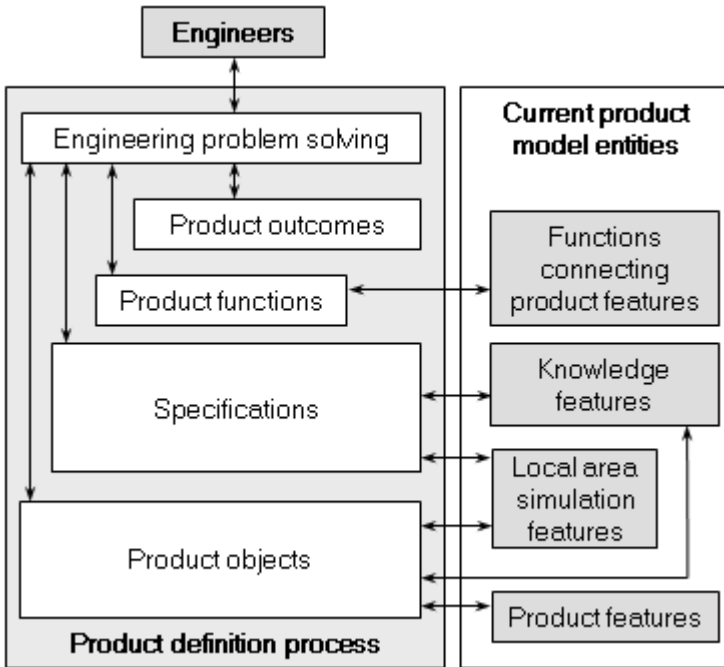 Engineers
Engineering problem solving
Product outcomes
Product functions
Specifications
Product objects
Product definition process
Current product
model entities
Functions
connecting
product features
Knowledge
features
Local area
simulation
features
Product features